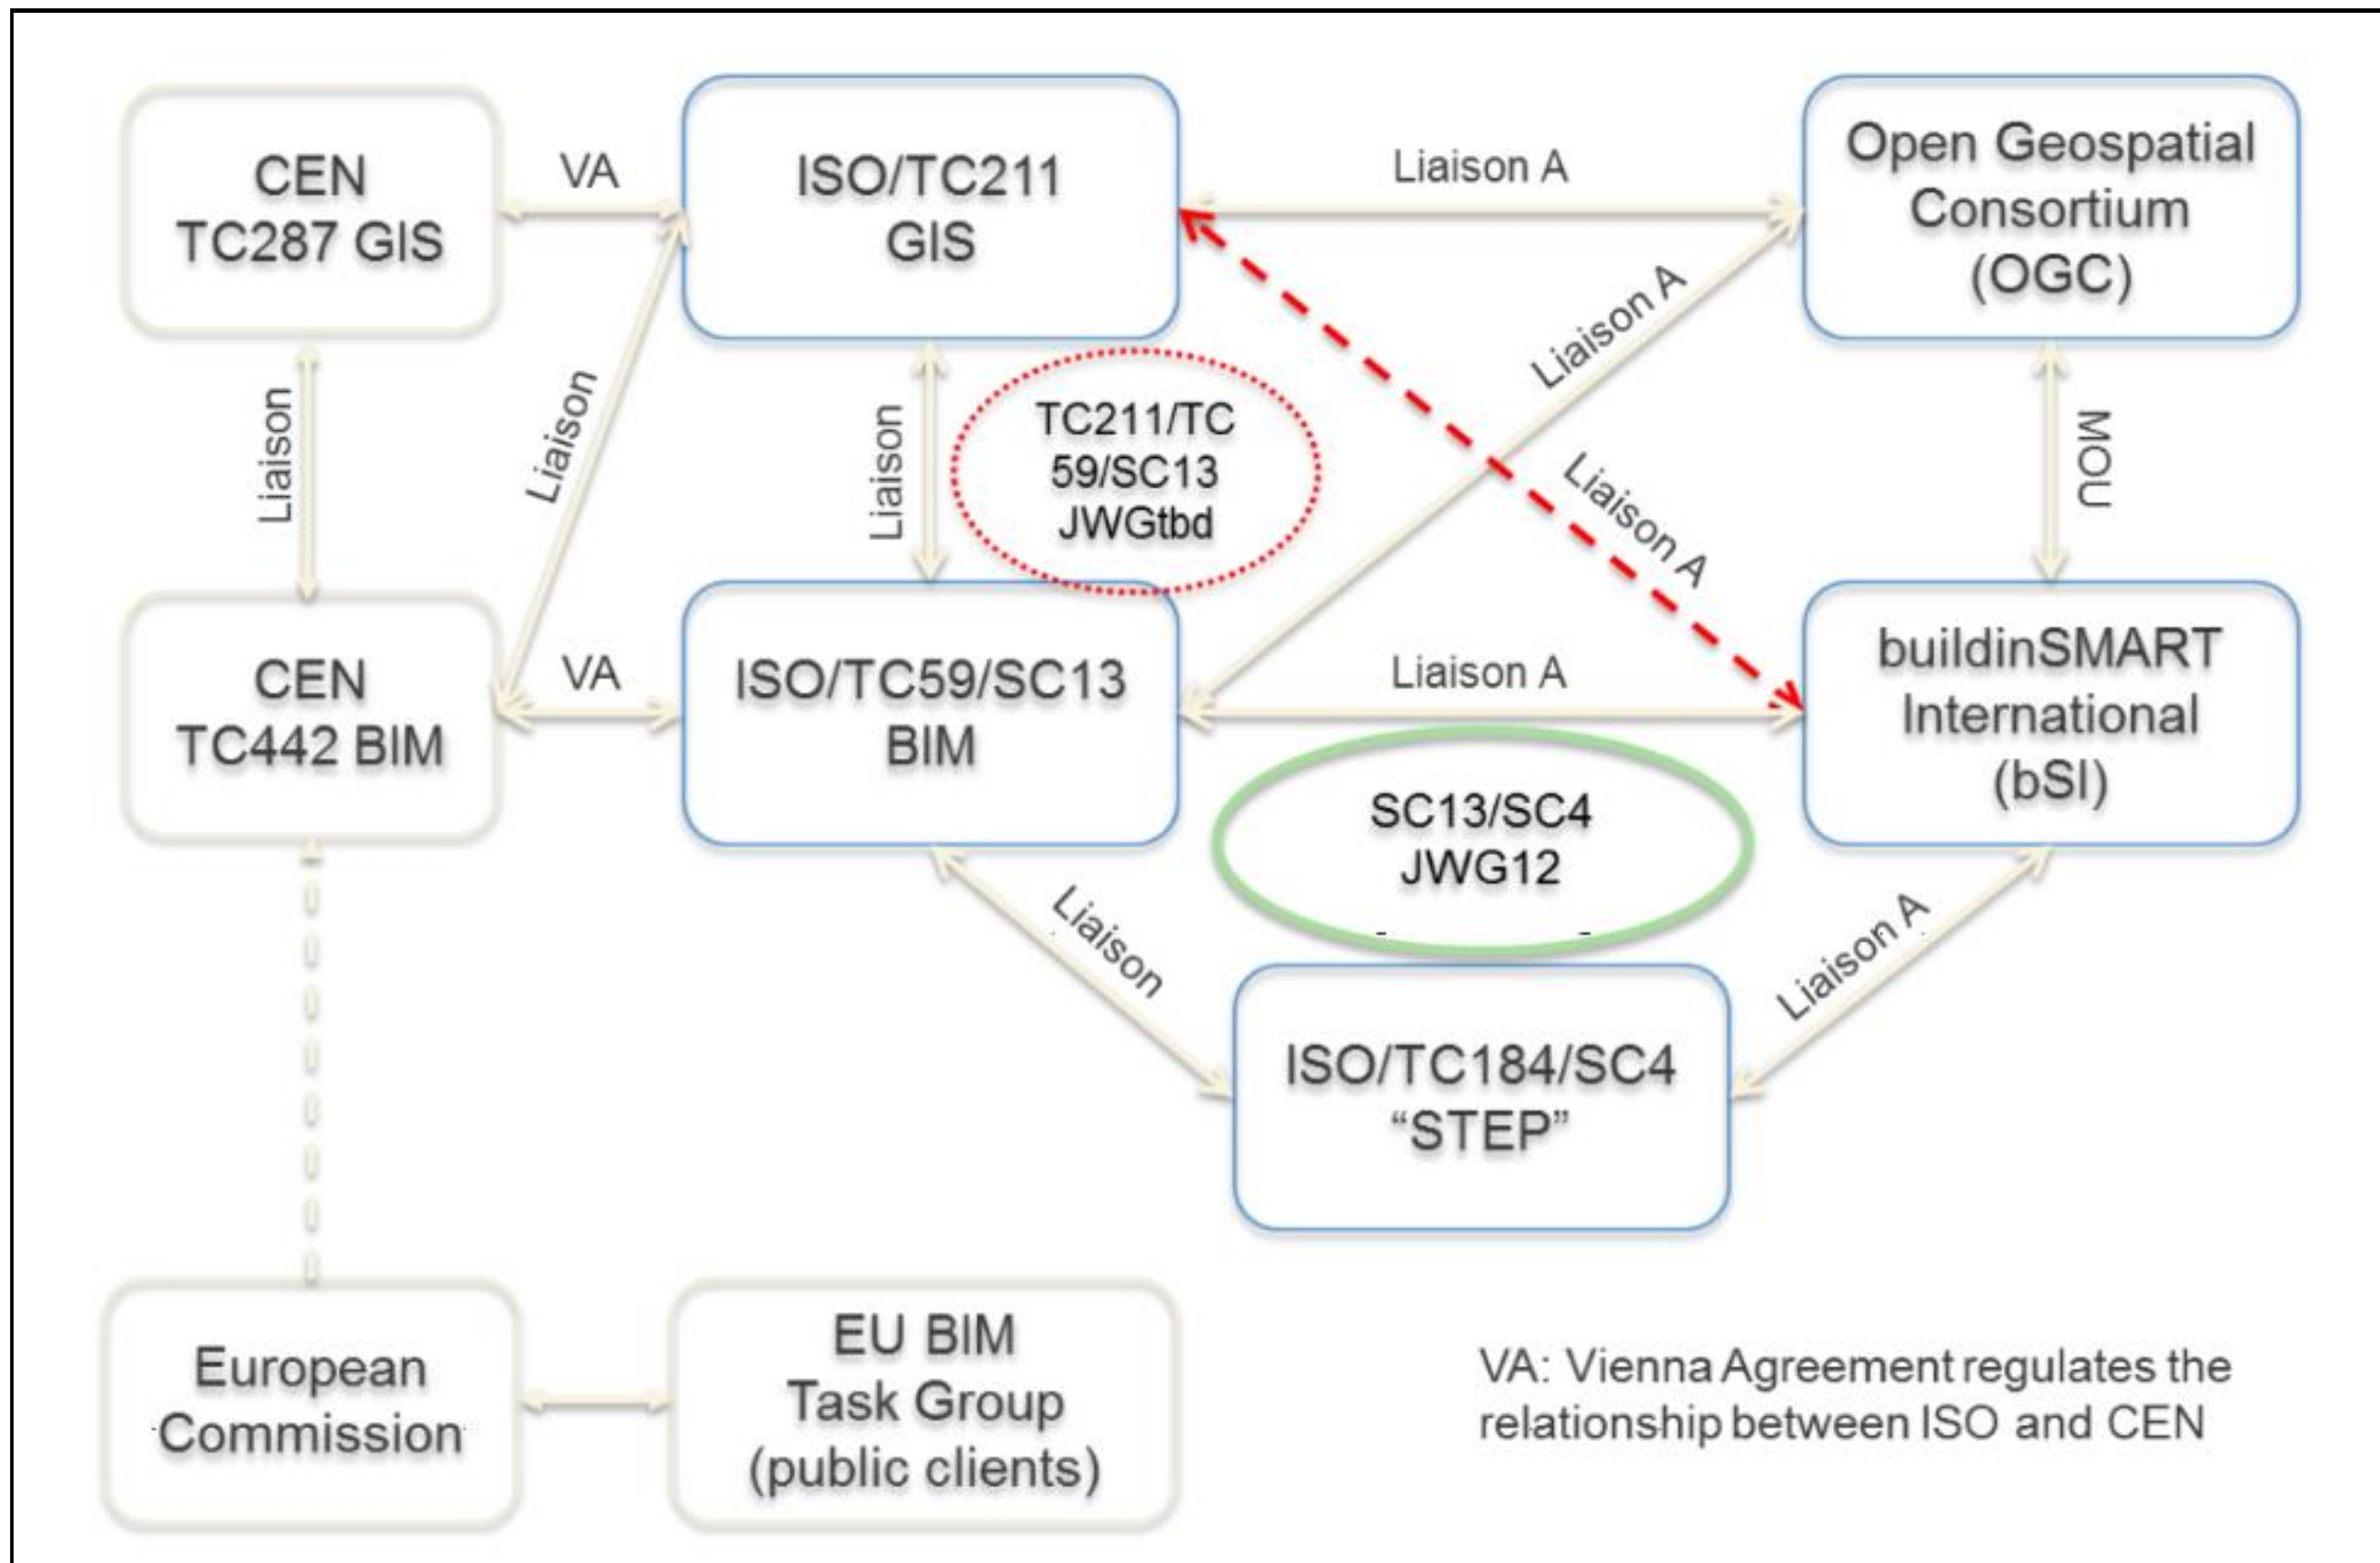 CEN
TC287 GIS
VA
ISO/TC211
GIS
Liaison A
Open Geospatial
Consortium
(OGC)
Liaison
Liaison
Liaison
TC211/TC
59/SC13
JWGtbd
Liaison A
Liaison A
MOU
CEN
TC442 BIM
VA
ISO/TC59/SC13
BIM
Liaison A
buildinSMART
International
(bSI)
SC13/SC4
JWG12
Liaison
Liaison A
ISO/TC184/SC4
“STEP”
European
Commission
EU BIM
Task Group
(public clients)
VA: Vienna Agreement regulates the
relationship between ISO and CEN